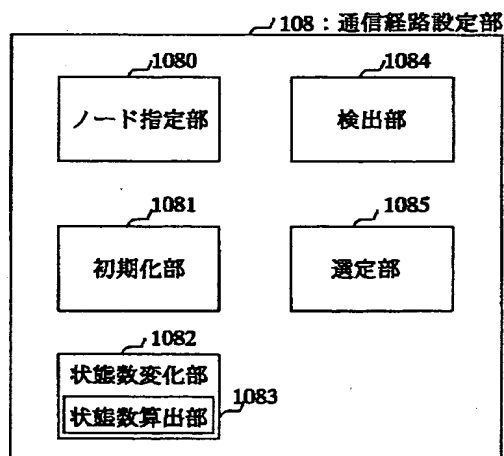 108：通信経路設定部
1080
ノード指定部
1084
検出部
1081
初期化部
1085
選定部
1082
状態数変化部
1083
状態数算出部